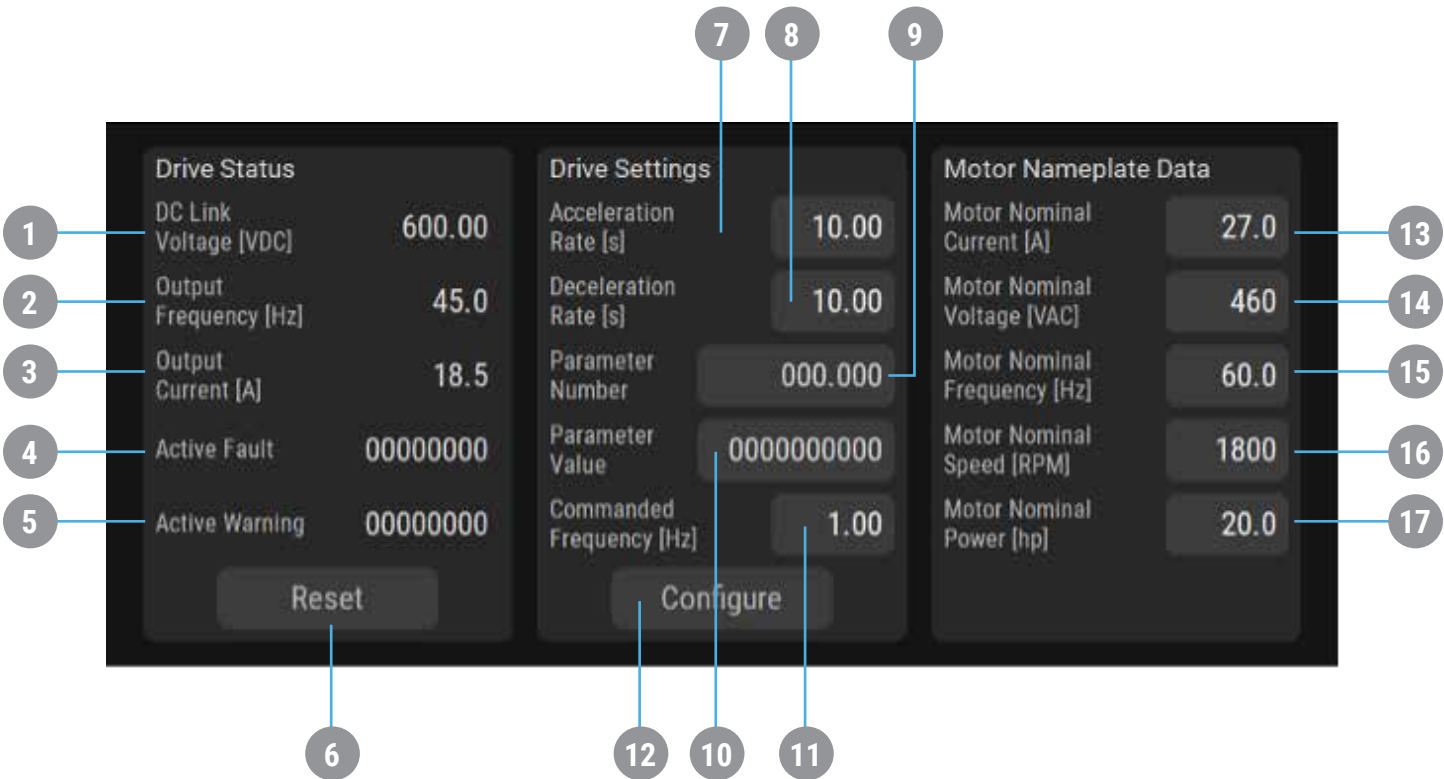 7
8
9
Drive Status
DC Link
Voltage [VDC]
600.00
Output
Frequency [Hz]
45.0
Output
Current [A]
18.5
Active Fault
00000000
Active Warning
00000000
Reset
1
2
3
4
5
6
Drive Settings
Acceleration
Rate [s]
10.00
Deceleration
Rate [s]
10.00
Parameter
Number
000.000
Parameter
Value
0000000000
Commanded
Frequency [Hz]
1.00
Configure
12
10
11
Motor Nameplate Data
Motor Nominal
Current [A]
27.0
Motor Nominal
Voltage [VAC]
460
Motor Nominal
Frequency [Hz]
60.0
Motor Nominal
Speed [RPM]
1800
Motor Nominal
Power [hp]
20.0
13
14
15
16
17